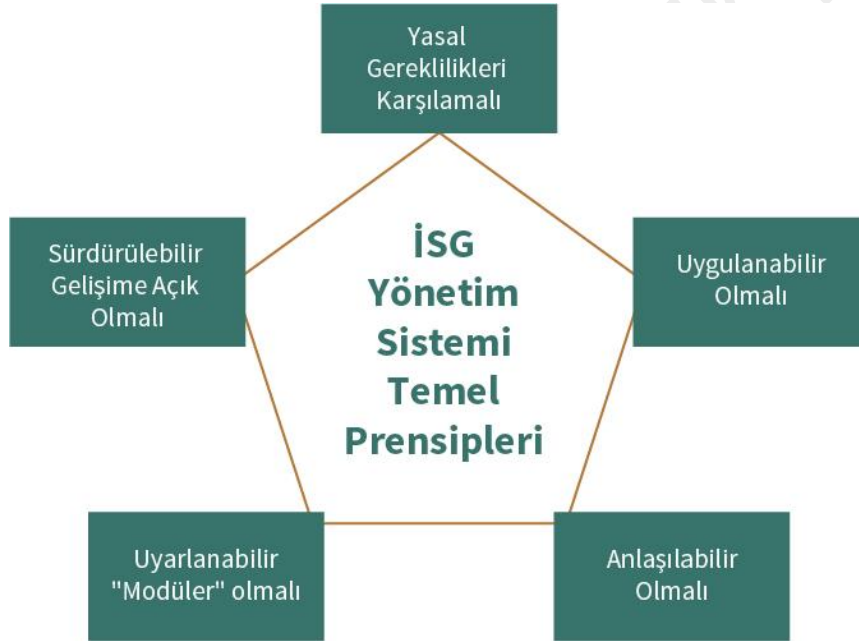 Yasal
Gereklilikleri
Karşılamalı
Sürdürülebilir
Gelişime Açık
Olmalı
İSG
Yönetim
Sistemi
Temel
Prensipleri
Uygulanabilir
Olmalı
Uyarlanabilir
"Modüler" olmalı
Anlaşılabilir
Olmalı